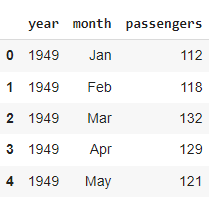 year month passengers
0 1949 Jan 112
1 1949 Feb 118
2 1949 Mar 132
3 1949 Apr 129
4 1949 May 121